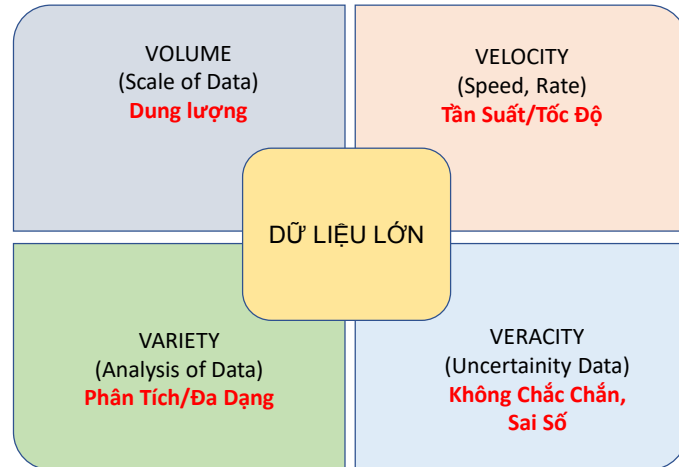 VOLUME
(Scale of Data)
Dung lượng
VELOCITY
(Speed, Rate)
Tần Suất/Tốc Độ
DỮ LIỆU LỚN
VARIETY
(Analysis of Data)
Phân Tích/Đa Dạng
VERACITY
(Uncertainity Data)
Không Chắc Chắn,
Sai Số